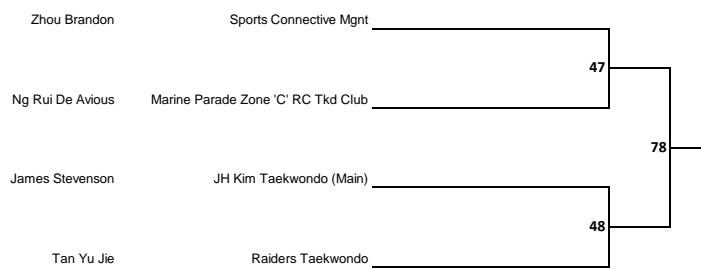 Zhou Brandon Sports Connective Mgnt
47
Ng Rui De Avious Marine Parade Zone 'C' RC Tkd Club
78
James Stevenson JH Kim Taekwondo (Main)
48
Tan Yu Jie Raiders Taekwondo